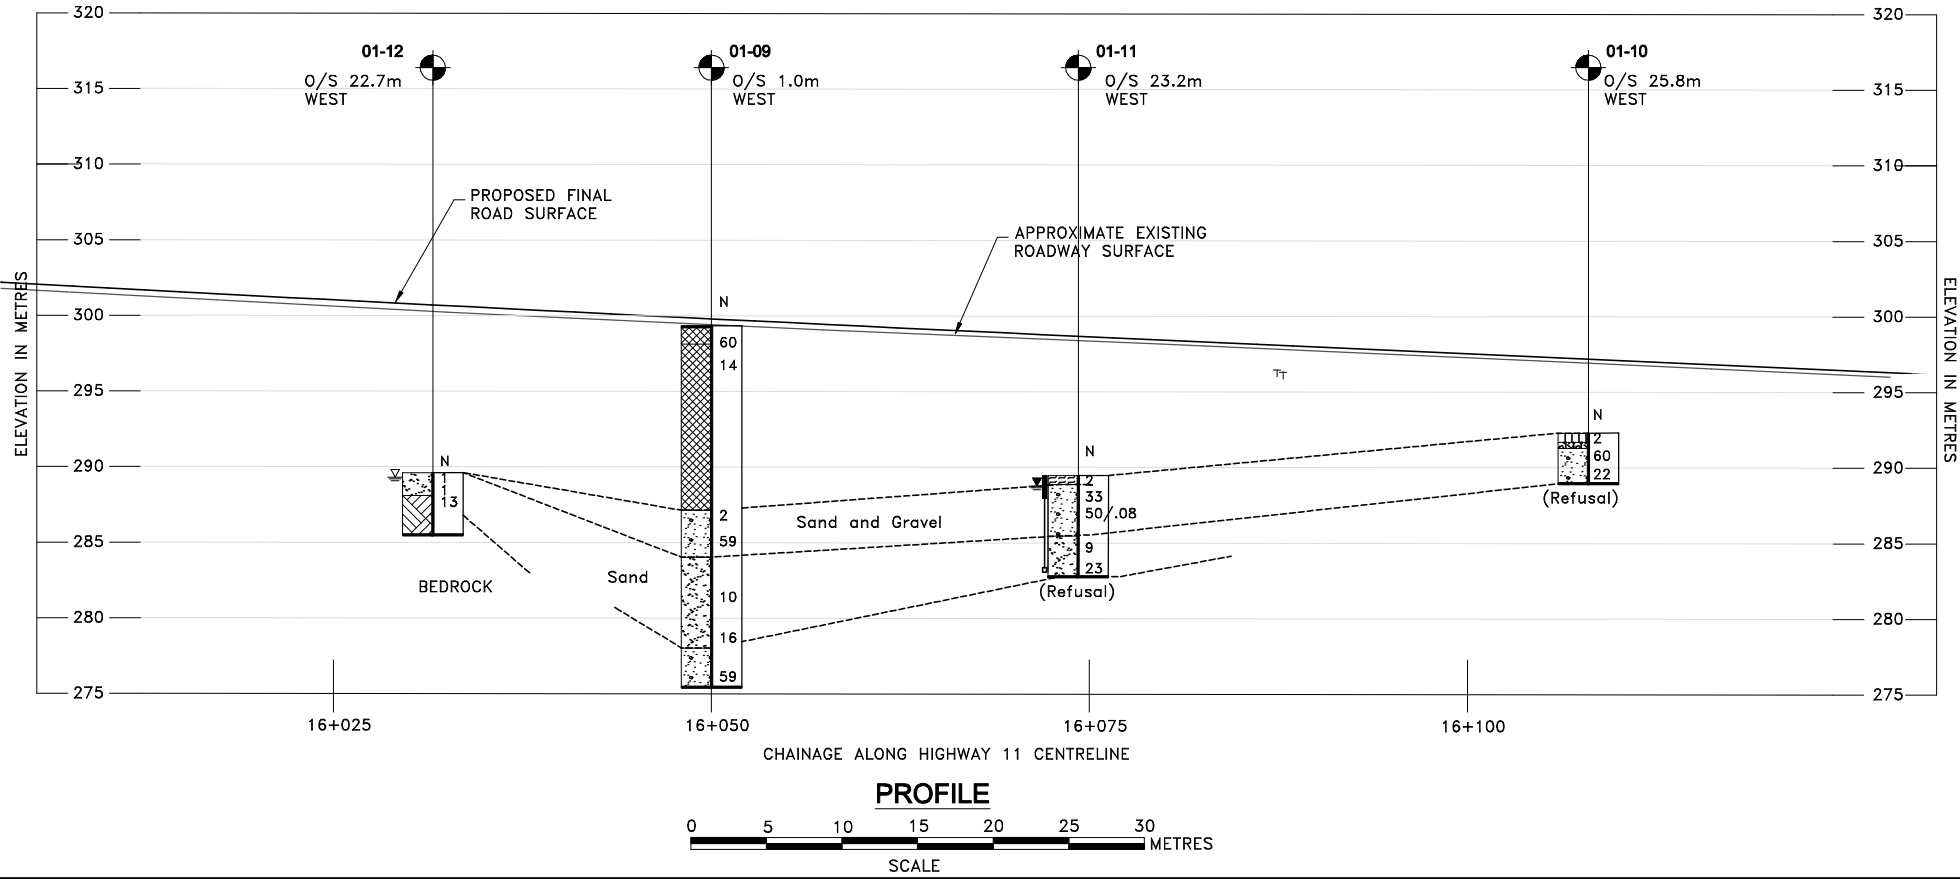 320
320
01-12
01-09
01-11
01-10
O/S 22.7m
WEST
O/S 1.0m
WEST
O/S 23.2m
WEST
O/S 25.8m
WEST
315
315
310
310
PROPOSED FINAL
ROAD SURFACE
APPROXIMATE EXISTING
ROADWAY SURFACE
305
305
ELEVATION IN METRES
ELEVATION IN METRES
300
300
N
60
14
2
59
10
16
59
295
295
N
1
1
13
N
2
33
50/.08
9
23
(Refusal)
N
2
60
22
(Refusal)
290
290
Sand and Gravel
285
285
BEDROCK
Sand
280
280
275
275
16+025
16+050
16+075
16+100
CHAINAGE ALONG HIGHWAY 11 CENTRELINE
PROFILE
0 5 10 15 20 25 30
METRES
SCALE